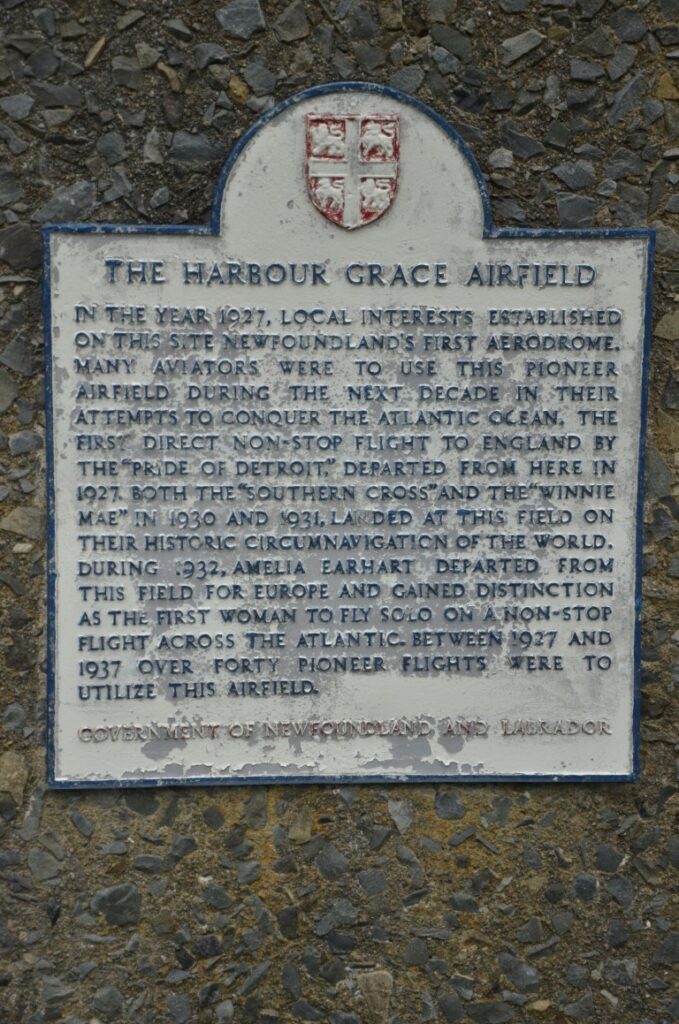 THE HARBOUR GRACE AIRFIELD
IN THE YEAR 1927, LOCAL INTERESTS ESTABLISHED
ON THIS SITE NEWFOUNDLAND'S FIRST AERODROME.
MANY AVIATORS WERE TO USE THIS PIONEER
AIRFIELD DURING THE NEXT DECADE IN THEIR
ATTEMPTS TO CONQUER THE ATLANTIC OCEAN. THE
FIRST DIRECT NON-STOP FLIGHT TO ENGLAND BY
THE "PRIDE OF DETROIT," DEPARTED FROM HERE IN
1927. BOTH THE "SOUTHERN CROSS" AND THE "WINNIE
MAE" IN 1930 AND 1931, LANDED AT THIS FIELD ON
THEIR HISTORIC CIRCUMNAVIGATION OF THE WORLD.
DURING 1932, AMELIA EARHART DEPARTED FROM
THIS FIELD FOR EUROPE AND GAINED DISTINCTION
AS THE FIRST WOMAN TO FLY SOLO ON A NON-STOP
FLIGHT ACROSS THE ATLANTIC. BETWEEN 1927 AND
1937 OVER FORTY PIONEER FLIGHTS WERE TO
UTILIZE THIS AIRFIELD.
GOVERNMENT OF NEWFOUNDLAND AND LABRADOR